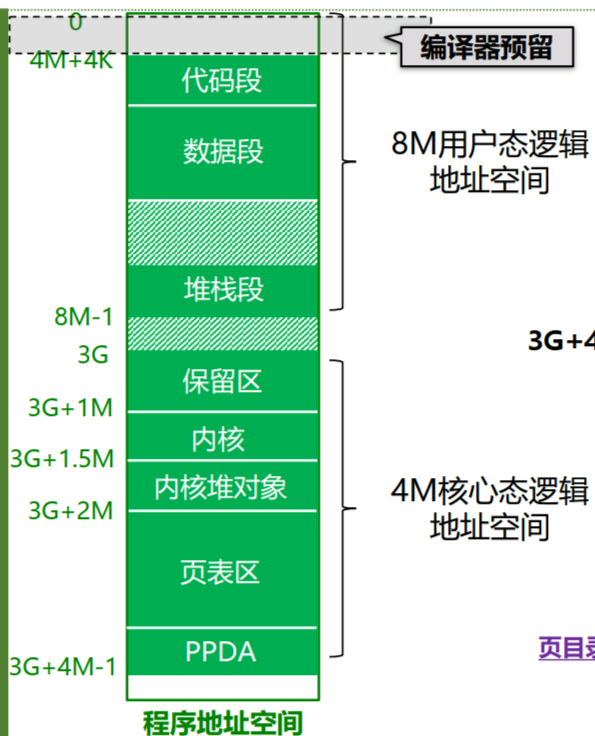 0
编译器预留
4M+4K
代码段
数据段
8M用户态逻辑
地址空间
堆栈段
8M-1
3G
3G+4
保留区
3G+1M
内核
3G+1.5M
内核堆对象
4M核心态逻辑
地址空间
3G+2M
页表区
PPDA
页目录
3G+4M-1
程序地址空间